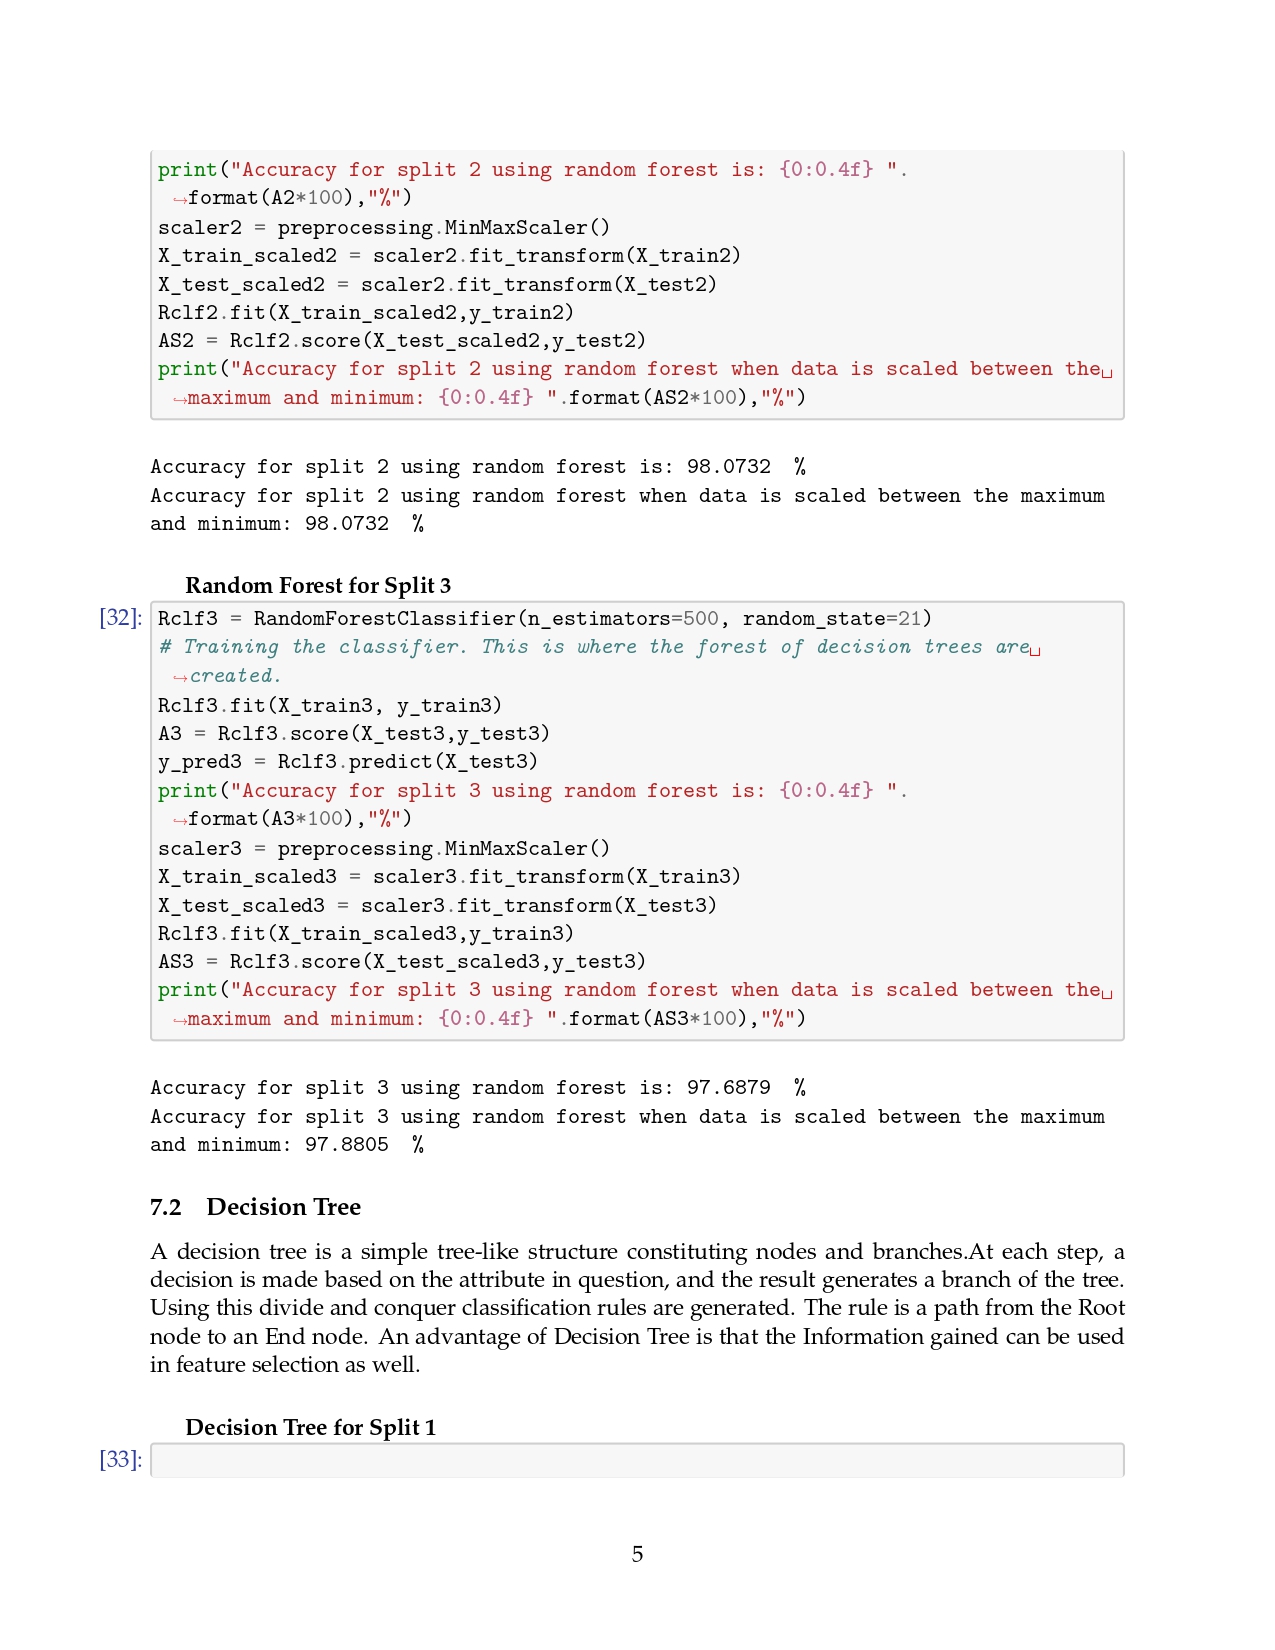 print("Accuracy for split 2 using random forest is: {0:0.4f} ".
↪format(A2*100),"%")
scaler2 = preprocessing.MinMaxScaler()
X_train_scaled2 = scaler2.fit_transform(X_train2)
X_test_scaled2 = scaler2.fit_transform(X_test2)
Rclf2.fit(X_train_scaled2,y_train2)
AS2 = Rclf2.score(X_test_scaled2,y_test2)
print("Accuracy for split 2 using random forest when data is scaled between the␣
↪maximum and minimum: {0:0.4f} ".format(AS2*100),"%")
Accuracy for split 2 using random forest is: 98.0732  %
Accuracy for split 2 using random forest when data is scaled between the maximum
and minimum: 98.0732  %
Random Forest for Split 3
[32]: Rclf3 = RandomForestClassifier(n_estimators=500, random_state=21)
# Training the classifier. This is where the forest of decision trees are␣
↪created.
Rclf3.fit(X_train3, y_train3)
A3 = Rclf3.score(X_test3,y_test3)
y_pred3 = Rclf3.predict(X_test3)
print("Accuracy for split 3 using random forest is: {0:0.4f} ".
↪format(A3*100),"%")
scaler3 = preprocessing.MinMaxScaler()
X_train_scaled3 = scaler3.fit_transform(X_train3)
X_test_scaled3 = scaler3.fit_transform(X_test3)
Rclf3.fit(X_train_scaled3,y_train3)
AS3 = Rclf3.score(X_test_scaled3,y_test3)
print("Accuracy for split 3 using random forest when data is scaled between the␣
↪maximum and minimum: {0:0.4f} ".format(AS3*100),"%")
Accuracy for split 3 using random forest is: 97.6879  %
Accuracy for split 3 using random forest when data is scaled between the maximum
and minimum: 97.8805  %
7.2 Decision Tree
A decision tree is a simple tree-like structure constituting nodes and branches.At each step, a
decision is made based on the attribute in question, and the result generates a branch of the tree.
Using this divide and conquer classification rules are generated. The rule is a path from the Root
node to an End node. An advantage of Decision Tree is that the Information gained can be used
in feature selection as well.
Decision Tree for Split 1
[33]:
5